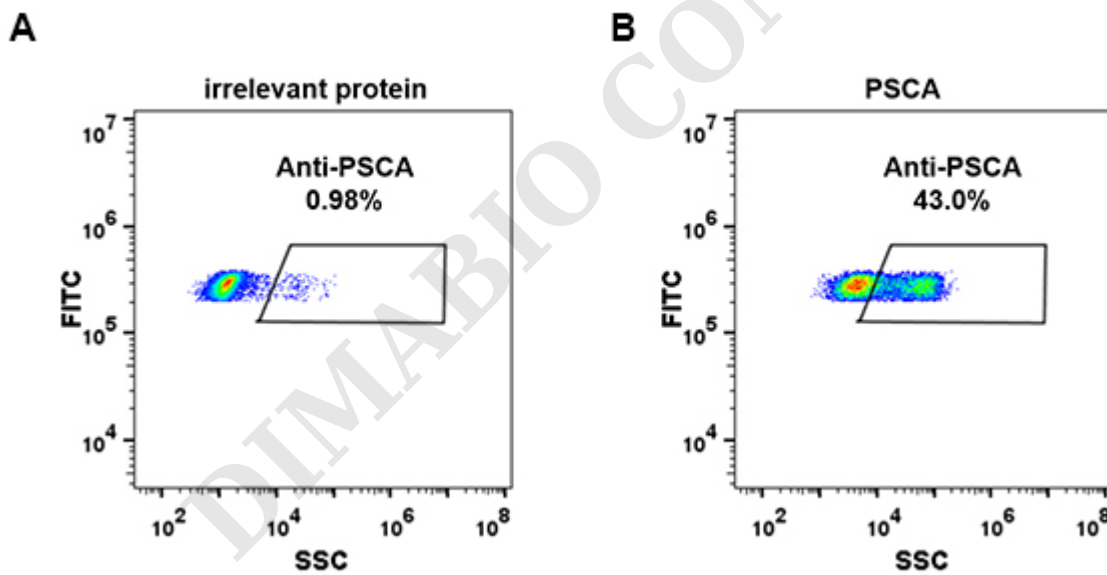 A
B
irrelevant protein
PSCA
10⁷
10⁶
10⁵
10⁴
FITC
Anti-PSCA
0.98%
10² 10⁴ 10⁶ 10⁸
SSC
10⁷
10⁶
10⁵
10⁴
FITC
Anti-PSCA
43.0%
10² 10⁴ 10⁶ 10⁸
SSC
DIMABIO